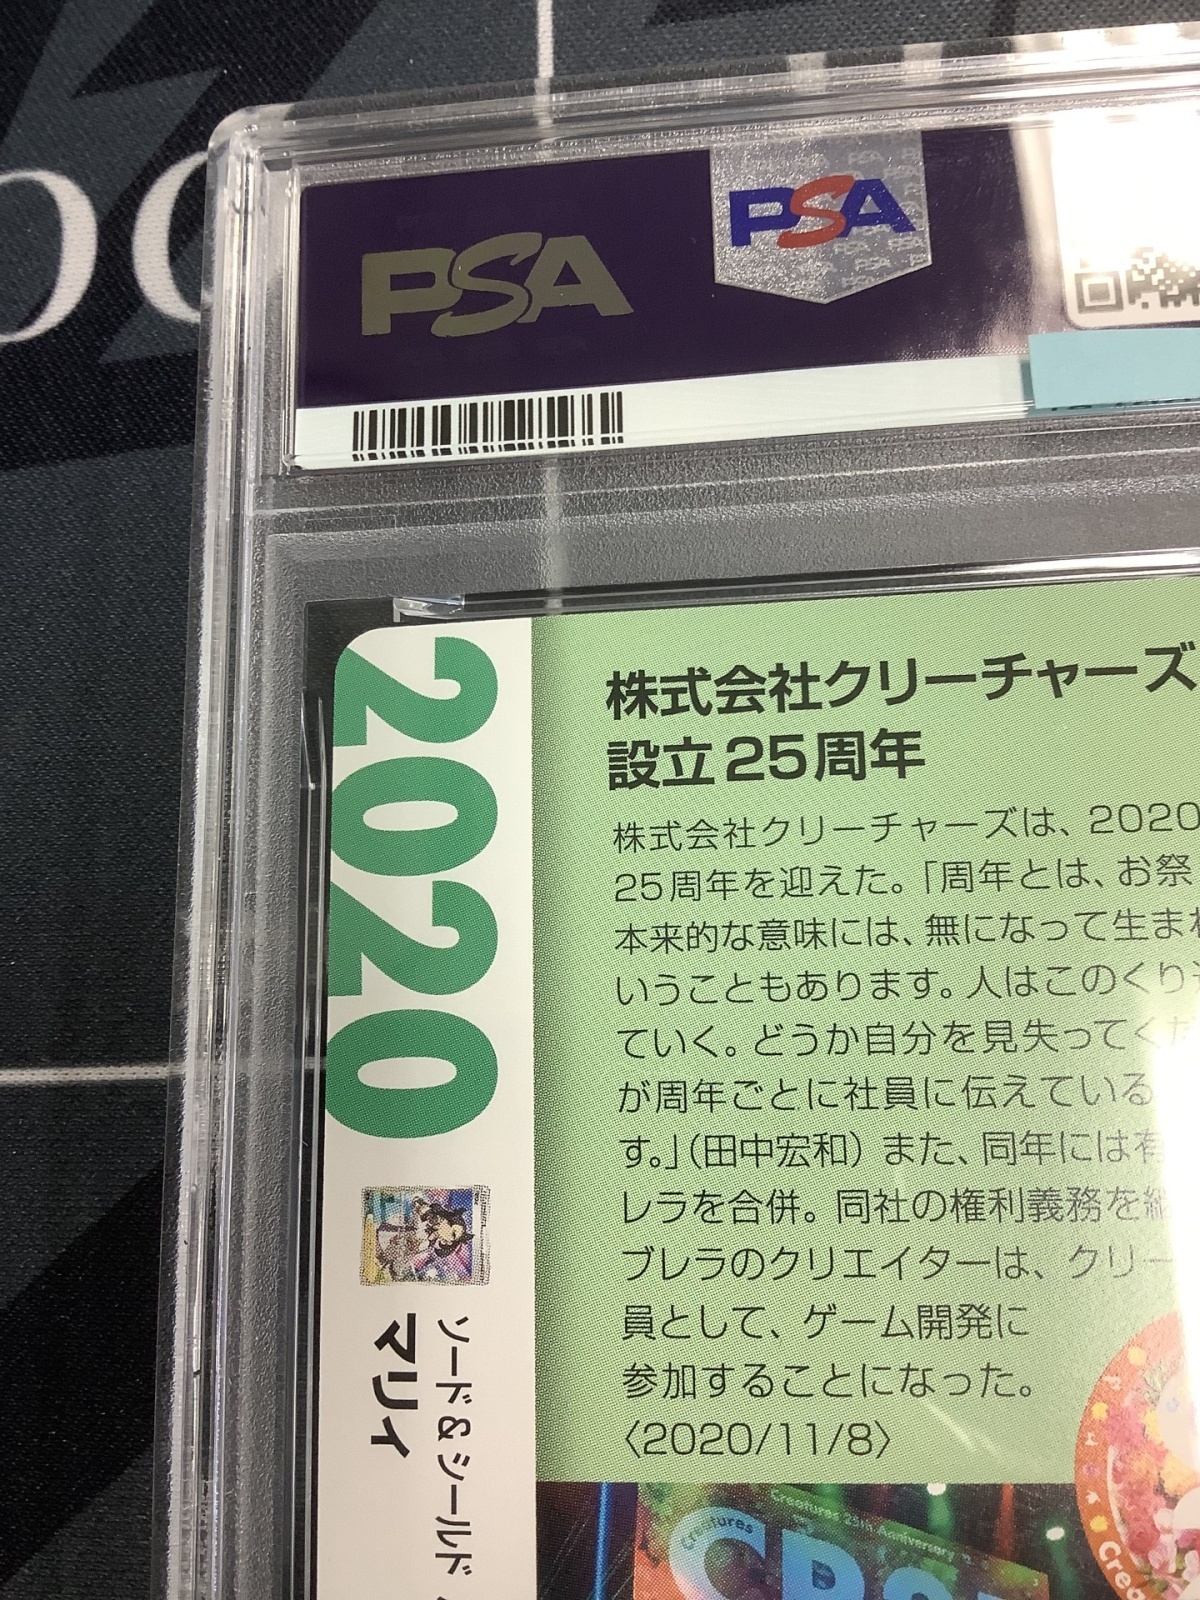 PSA
PSA
2020
ソード&シールド
マリィ
株式会社クリーチャーズ
設立25周年
株式会社クリーチャーズは、2020
25周年を迎えた。「周年とは、お祭
本来的な意味には、無になって生まれ
いうこともあります。人はこのくり
ていく。どうか自分を見失って
が周年ごとに社員に伝えている
す。」（田中宏和）また、同年には有
レラを合併。同社の権利義務を
ブレラのクリエイターは、クリー
員として、ゲーム開発に
参加することになった。
〈2020/11/8〉
Creatures 25th Anniversary
Creatures